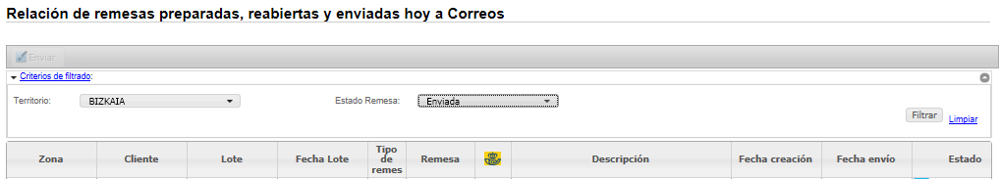 Relación de remesas preparadas, reabiertas y enviadas hoy a Correos
Enviar
Criterios de filtrado:
Territorio: BIZKAIA Estado Remesa: Enviada
Filtrar Limpiar
Zona Cliente Lote Fecha Lote Tipo de remes Remesa Descripción Fecha creación Fecha envío Estado